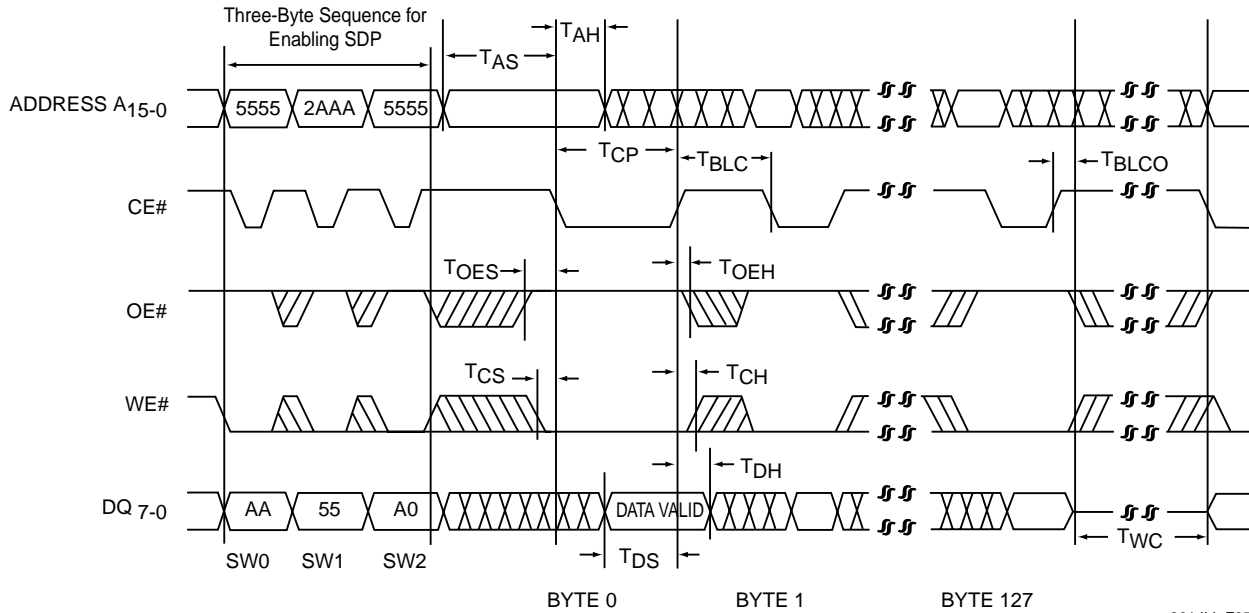 Three-Byte Sequence for
Enabling SDP
TAH
TAS
ADDRESS A15-0
5555 2AAA 5555
TCP
TBLC
TBLCO
CE#
TOES
TOEH
OE#
TCS
TCH
WE#
TDH
DQ 7-0
AA 55 A0
DATA VALID
SW0 SW1 SW2
TDS
TWC
BYTE 0 BYTE 1 BYTE 127